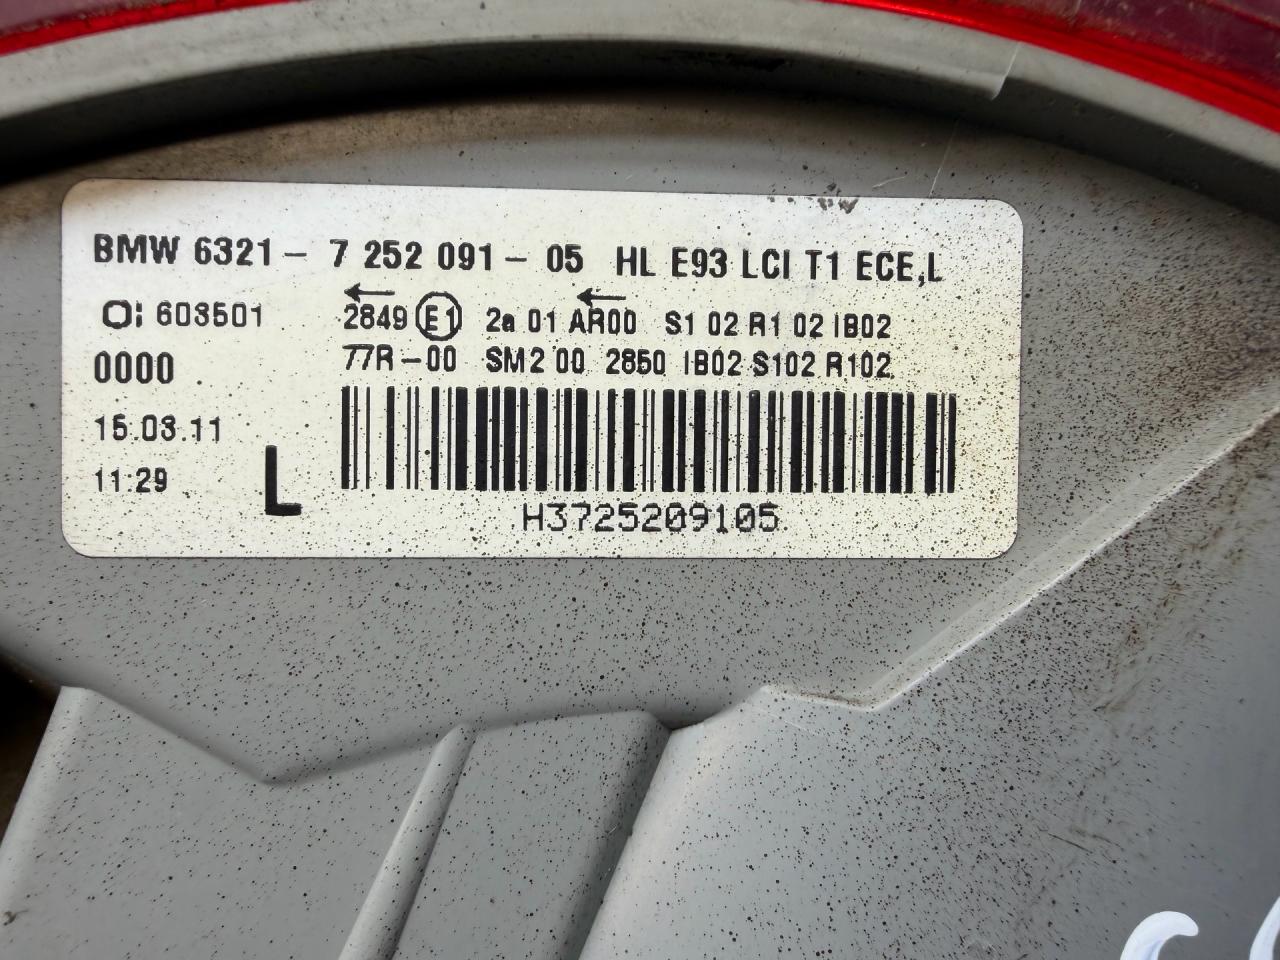 BMW 6321 - 7 252 091 - 05 HL E93 LCI T1 ECE,L
603501 2849 E1 2a 01 AR00 S1 02 R1 02 IB02
0000 77R-00 SM2 00 2850 IB02 S102 R102
15.03.11
11:29
L
H3725209105